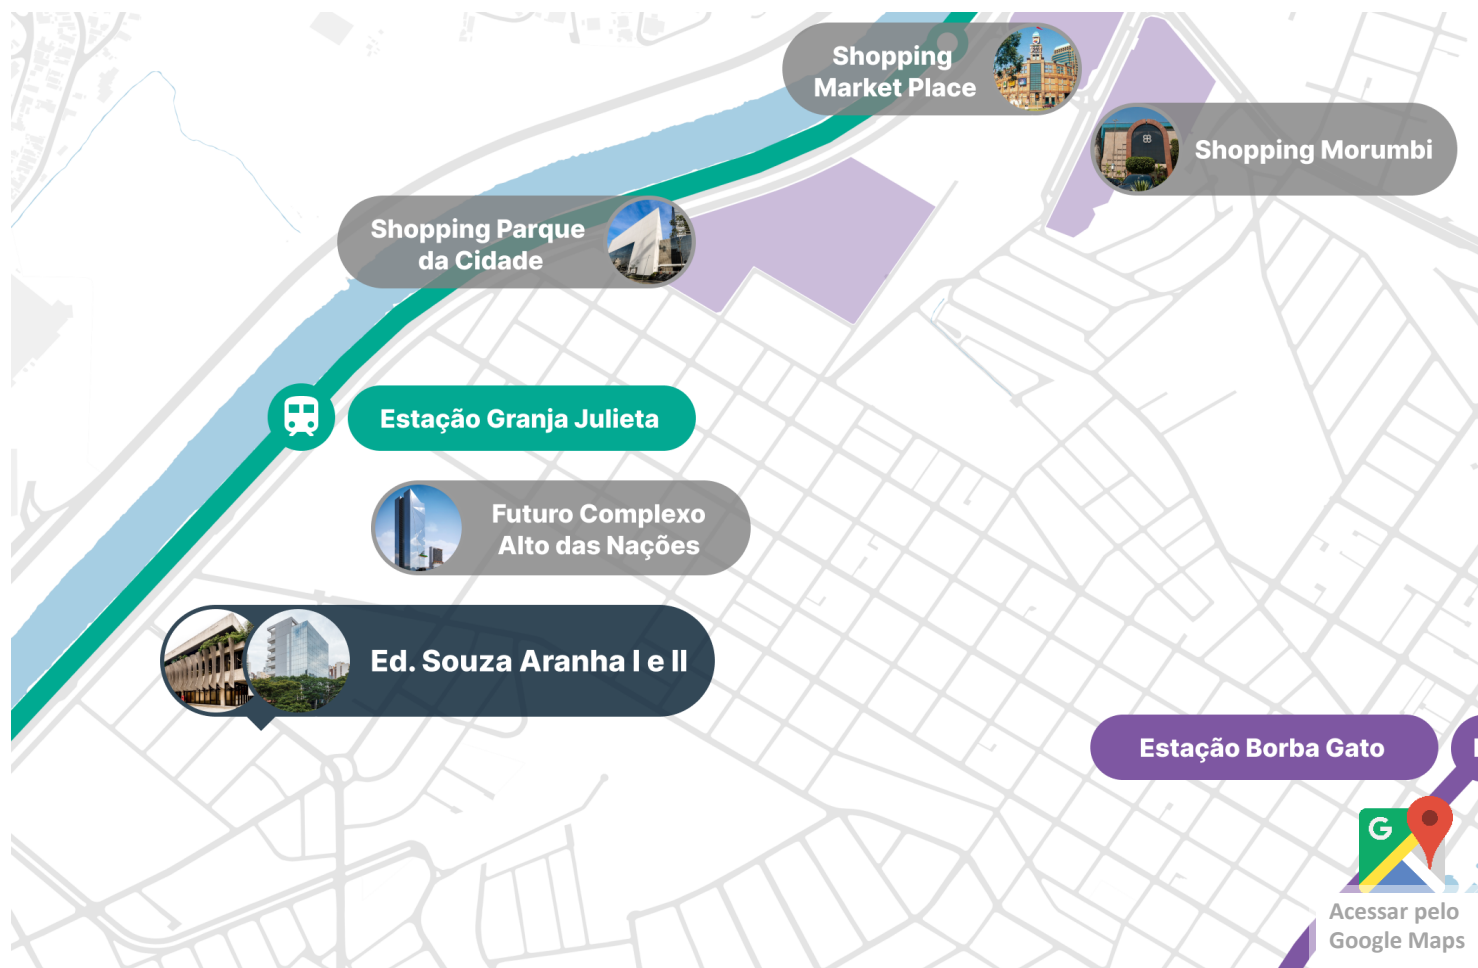 Shopping
Market Place
Shopping Morumbi
Shopping Parque
da Cidade
Estação Granja Julieta
Futuro Complexo
Alto das Nações
Ed. Souza Aranha I e II
Estação Borba Gato
G
Acessar pelo
Google Maps